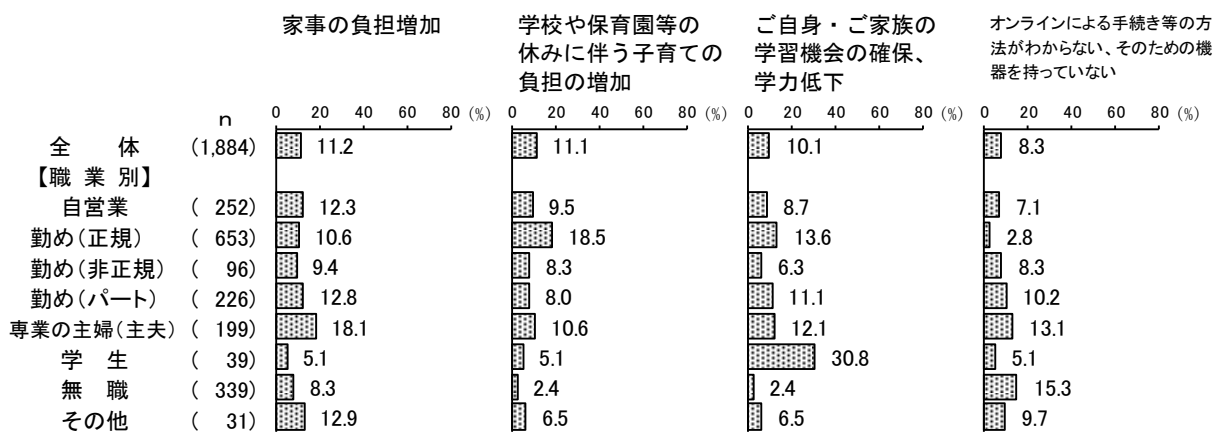 家事の負担増加
学校や保育園等の
休みに伴う子育ての
負担の増加
ご自身・ご家族の
学習機会の確保、
学力低下
オンラインによる手続き等の方
法がわからない、そのための機
器を持っていない
n
0 20 40 60 80 (%) 0 20 40 60 80 (%) 0 20 40 60 80 (%) 0 20 40 60 80 (%)
全 体 (1,884) 11.2 11.1 10.1 8.3
【職 業 別】
自営業 ( 252) 12.3 9.5 8.7 7.1
勤め(正規) ( 653) 10.6 18.5 13.6 2.8
勤め(非正規) ( 96) 9.4 8.3 6.3 8.3
勤め(パート) ( 226) 12.8 8.0 11.1 10.2
専業の主婦(主夫) ( 199) 18.1 10.6 12.1 13.1
学 生 ( 39) 5.1 5.1 30.8 5.1
無 職 ( 339) 8.3 2.4 2.4 15.3
その他 ( 31) 12.9 6.5 6.5 9.7